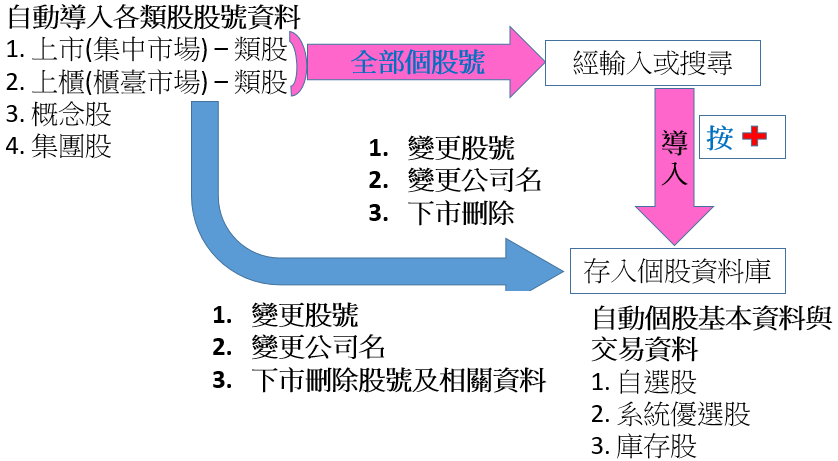 自動導入各類股股號資料
1. 上市(集中市場) – 類股
2. 上櫃(櫃臺市場) – 類股
3. 概念股
4. 集團股
全部個股號
經輸入或搜尋
導入
按
1. 變更股號
2. 變更公司名
3. 下市刪除
存入個股資料庫
1. 變更股號
2. 變更公司名
3. 下市刪除股號及相關資料
自動個股基本資料與
交易資料
1. 自選股
2. 系統優選股
3. 庫存股